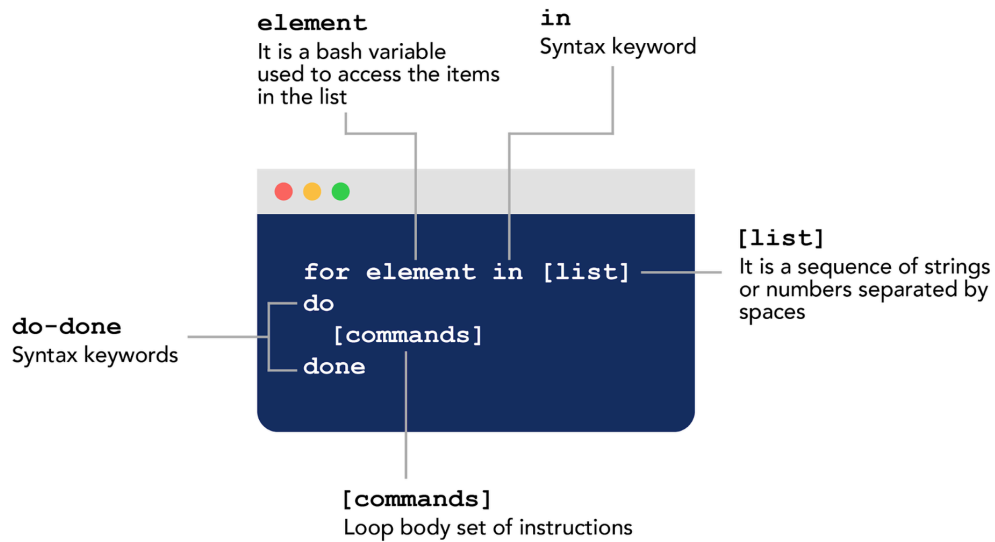 element
It is a bash variable
used to access the items
in the list
in
Syntax keyword
for element in [list]
do
[commands]
done
[list]
It is a sequence of strings
or numbers separated by
spaces
do-done
Syntax keywords
[commands]
Loop body set of instructions